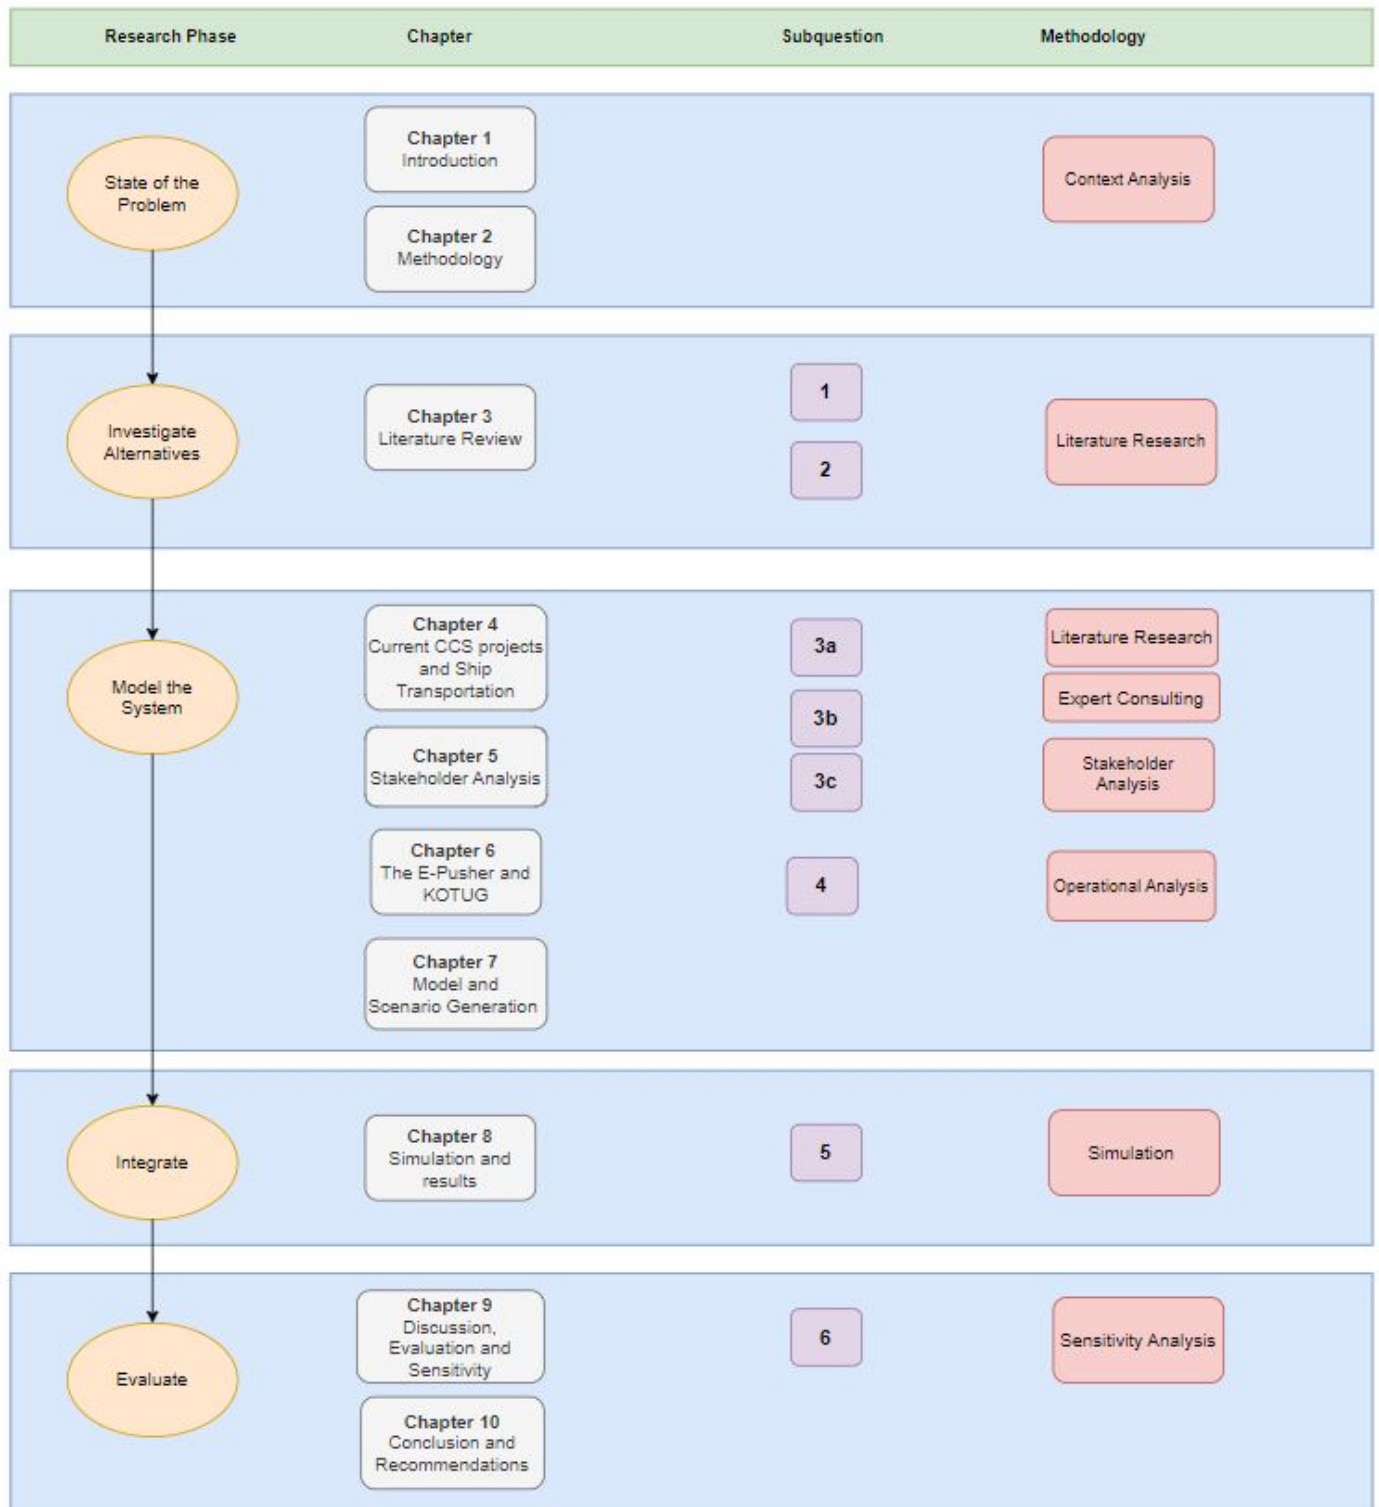 Research Phase Chapter Subquestion Methodology
State of the
Problem
Chapter 1
Introduction
Chapter 2
Methodology
Context Analysis
Investigate
Alternatives
Chapter 3
Literature Review
1
2
Literature Research
Model the
System
Chapter 4
Current CCS projects
and Ship
Transportation
Chapter 5
Stakeholder Analysis
Chapter 6
The E-Pusher and
KOTUG
Chapter 7
Model and
Scenario Generation
3a
3b
3c
4
Literature Research
Expert Consulting
Stakeholder
Analysis
Operational Analysis
Integrate
Chapter 8
Simulation and
results
5
Simulation
Evaluate
Chapter 9
Discussion,
Evaluation and
Sensitivity
Chapter 10
Conclusion and
Recommendations
6
Sensitivity Analysis